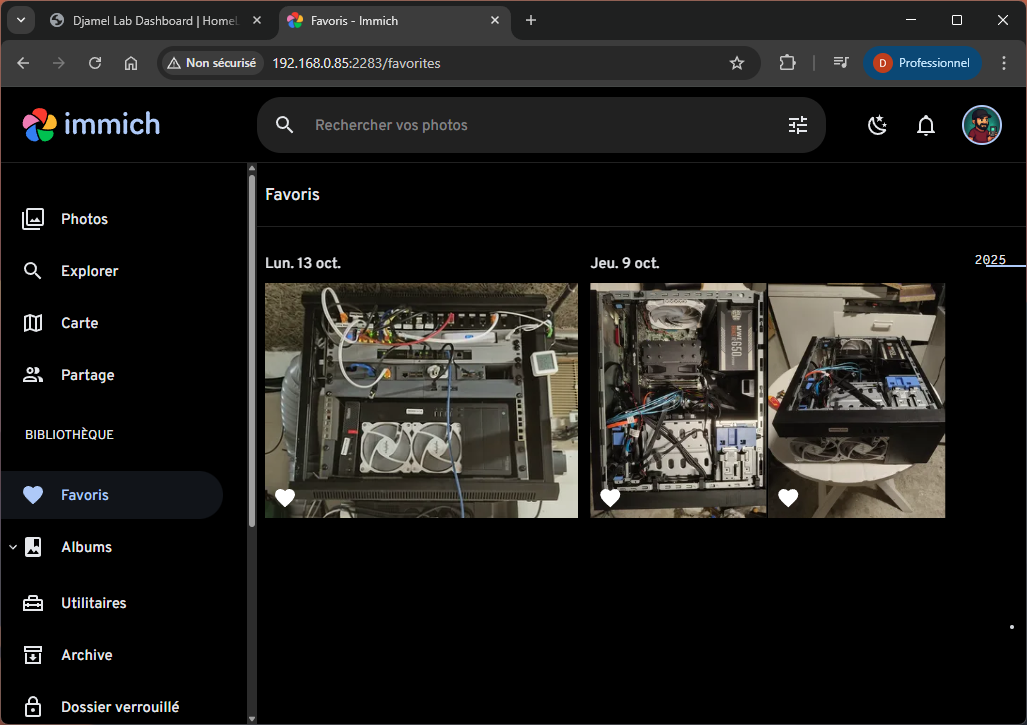 Djamel Lab Dashboard | HomeL
Favoris - Immich
Non sécurisé
192.168.0.85:2283/favorites
D
Professionnel
immich
Rechercher vos photos
Photos
Explorer
Carte
Partage
BIBLIOTHÈQUE
Favoris
Albums
Utilitaires
Archive
Dossier verrouillé
Favoris
Lun. 13 oct.
Jeu. 9 oct.
2025
MWE 650